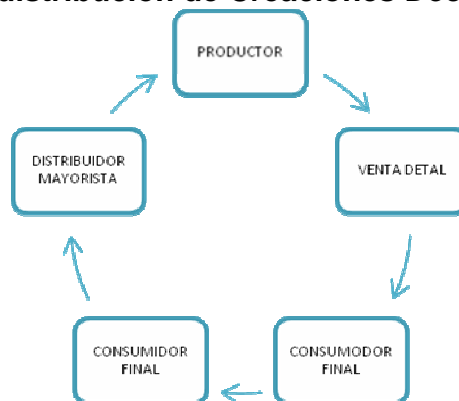 PRODUCTOR
VENTA DETAL
CONSUMODOR
FINAL
CONSUMIDOR
FINAL
DISTRIBUIDOR
MAYORISTA